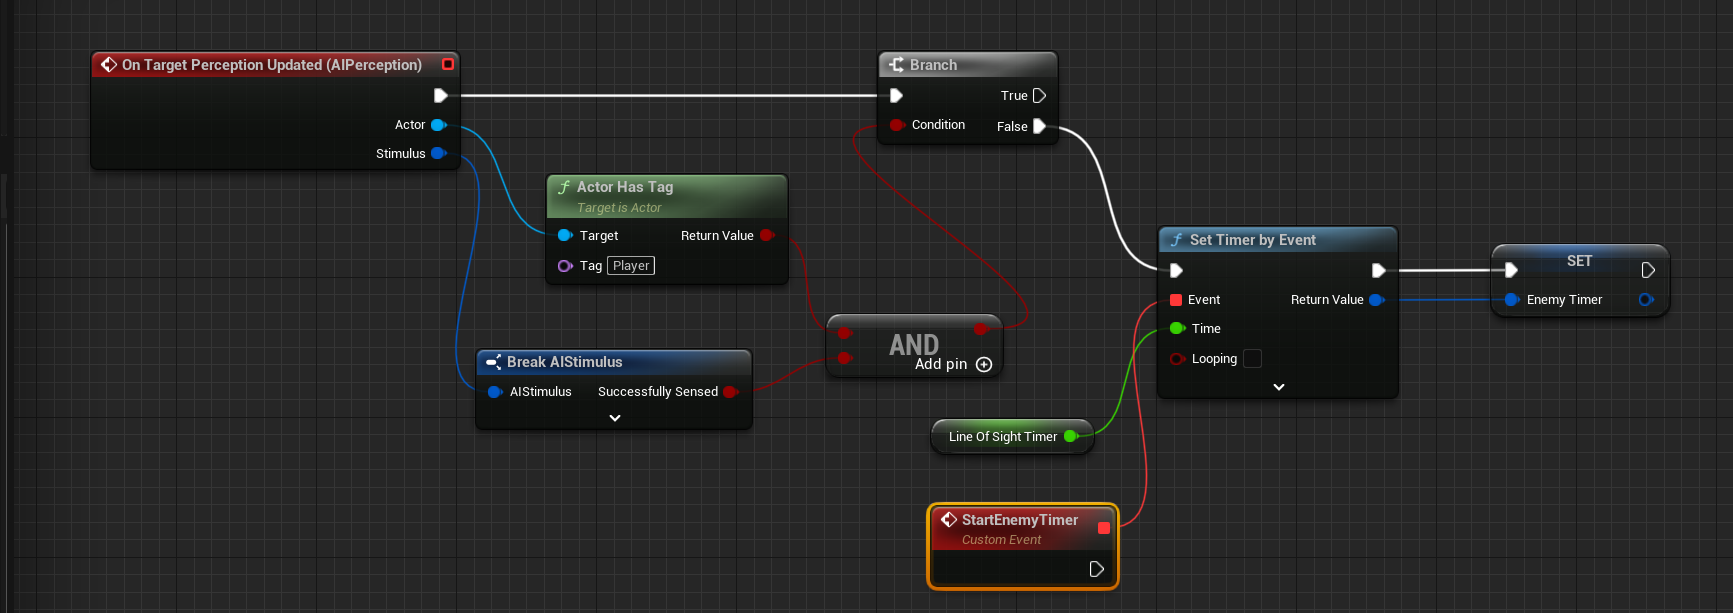 On Target Perception Updated (AIPerception)
Actor
Stimulus
Branch
True
Condition
False
Actor Has Tag
Target is Actor
Target
Return Value
Tag
Player
Break AIStimulus
AIStimulus
Successfully Sensed
AND
Add pin
Set Timer by Event
Event
Return Value
Time
Looping
SET
Enemy Timer
Line Of Sight Timer
StartEnemyTimer
Custom Event